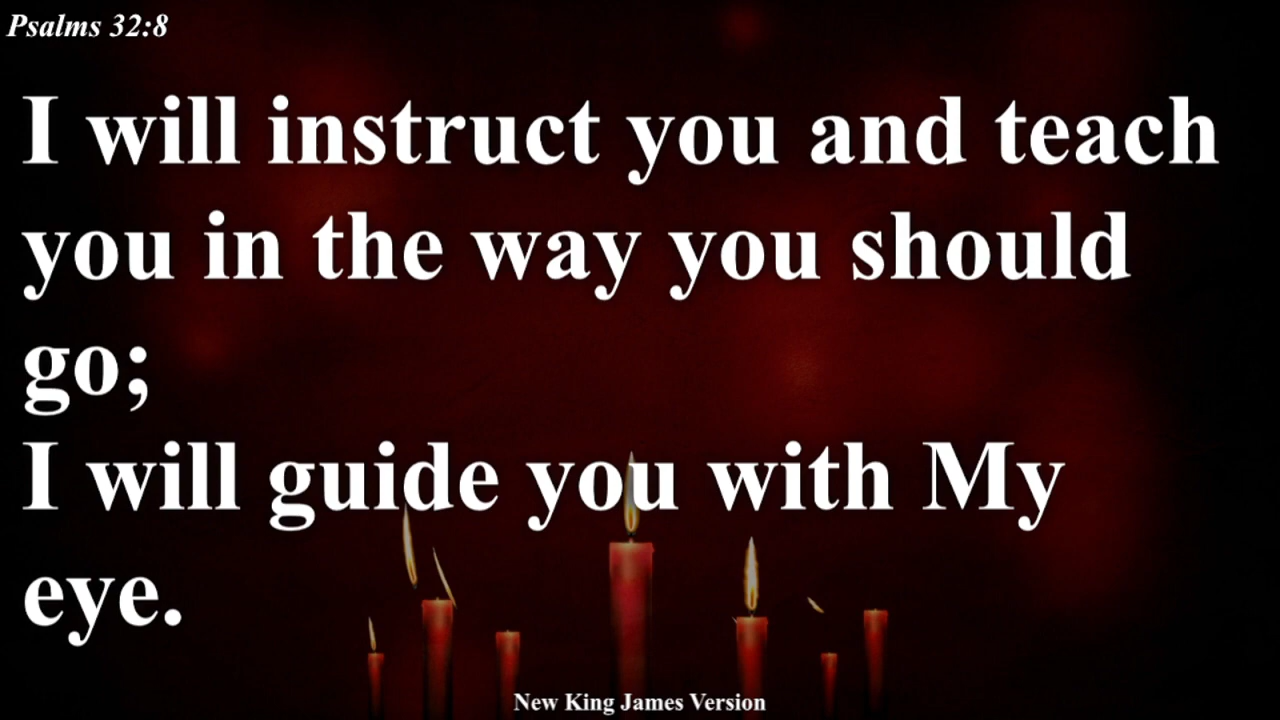 Psalms 32:8
I will instruct you and teach
you in the way you should
go;
I will guide you with My
eye.
New King James Version